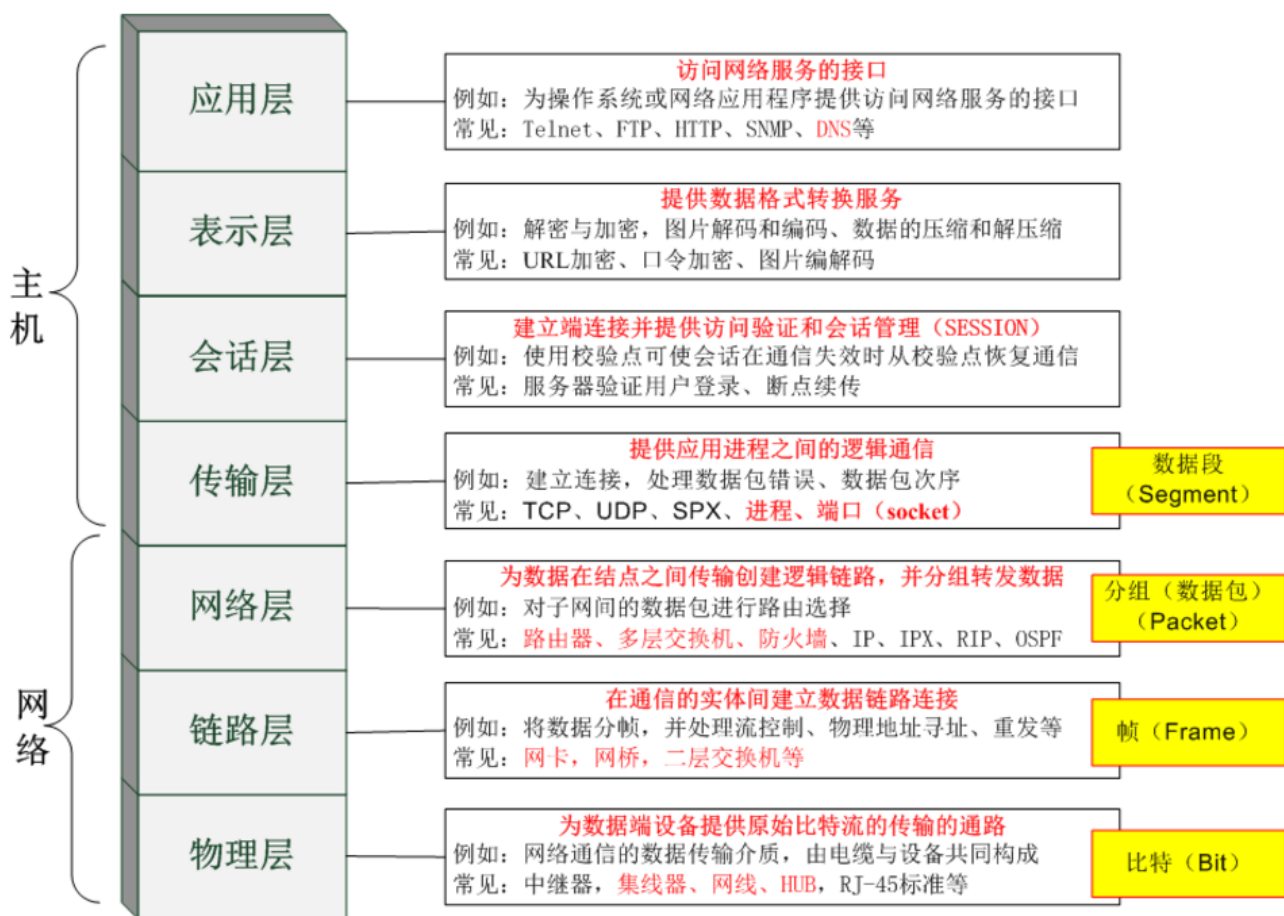 应用层
访问网络服务的接口
例如：为操作系统或网络应用程序提供访问网络服务的接口
常见：Telnet、FTP、HTTP、SNMP、DNS等
表示层
提供数据格式转换服务
例如：解密与加密，图片解码和编码、数据的压缩和解压缩
常见：URL加密、口令加密、图片编解码
主
机
会话层
建立端连接并提供访问验证和会话管理（SESSION）
例如：使用校验点可使会话在通信失效时从校验点恢复通信
常见：服务器验证用户登录、断点续传
传输层
提供应用进程之间的逻辑通信
例如：建立连接，处理数据包错误、数据包次序
常见：TCP、UDP、SPX、进程、端口（socket）
数据段
（Segment）
网络层
为数据在结点之间传输创建逻辑链路，并分组转发数据
例如：对子网间的数据包进行路由选择
常见：路由器、多层交换机、防火墙、IP、IPX、RIP、OSPF
分组（数据包）
（Packet）
网
络
链路层
在通信的实体间建立数据链路连接
例如：将数据分帧，并处理流控制、物理地址寻址、重发等
常见：网卡，网桥，二层交换机等
帧（Frame）
物理层
为数据端设备提供原始比特流的传输的通路
例如：网络通信的数据传输介质，由电缆与设备共同构成
常见：中继器，集线器、网线、HUB，RJ-45标准等
比特（Bit）